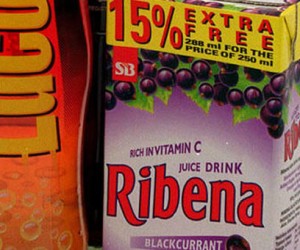 15% EXTRA
FREE
288 ml FOR THE
PRICE OF 250 ml
SB
RICH IN VITAMIN C
JUICE DRINK
Ribena
BLACKCURRANT